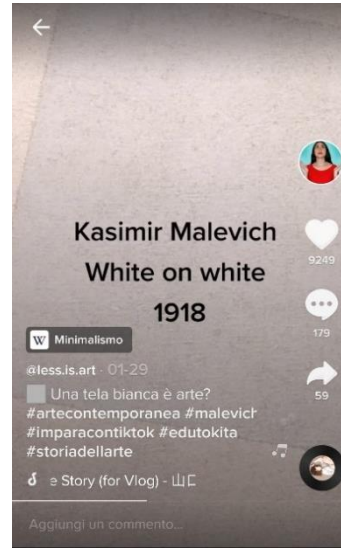 Kasimir Malevich
White on white
1918
9249
179
59
W Minimalismo
@less.is.art · 01-29
Una tela bianca è arte?
#artecontemporanea #malevich
#imparacontiktok #edutokita
#storiadellarte
e Story (for Vlog) - 山
Aggiungi un commento...